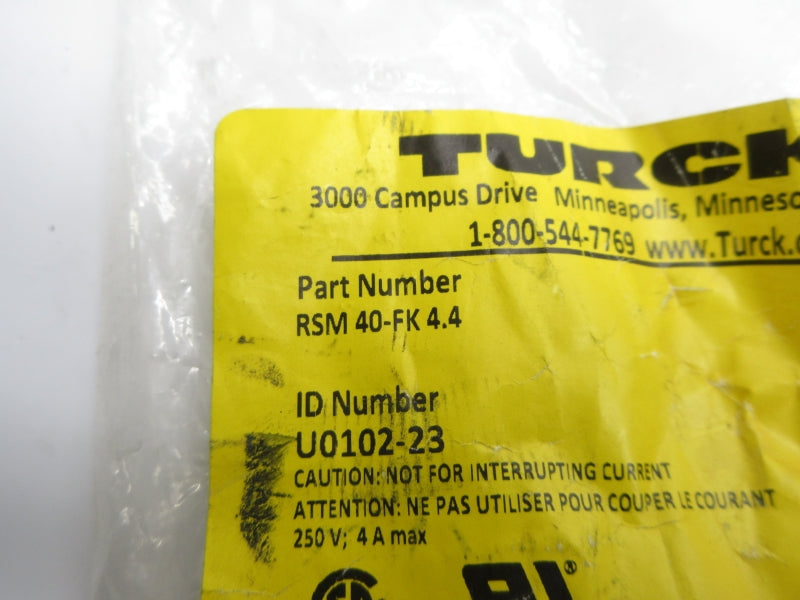 TURCK
3000 Campus Drive Minneapolis, Minneso
1-800-544-7769 www.Turck.c
Part Number
RSM 40-FK 4.4
ID Number
U0102-23
CAUTION: NOT FOR INTERRUPTING CURRENT
ATTENTION: NE PAS UTILISER POUR COUPER LE COURANT
250 V; 4 A max